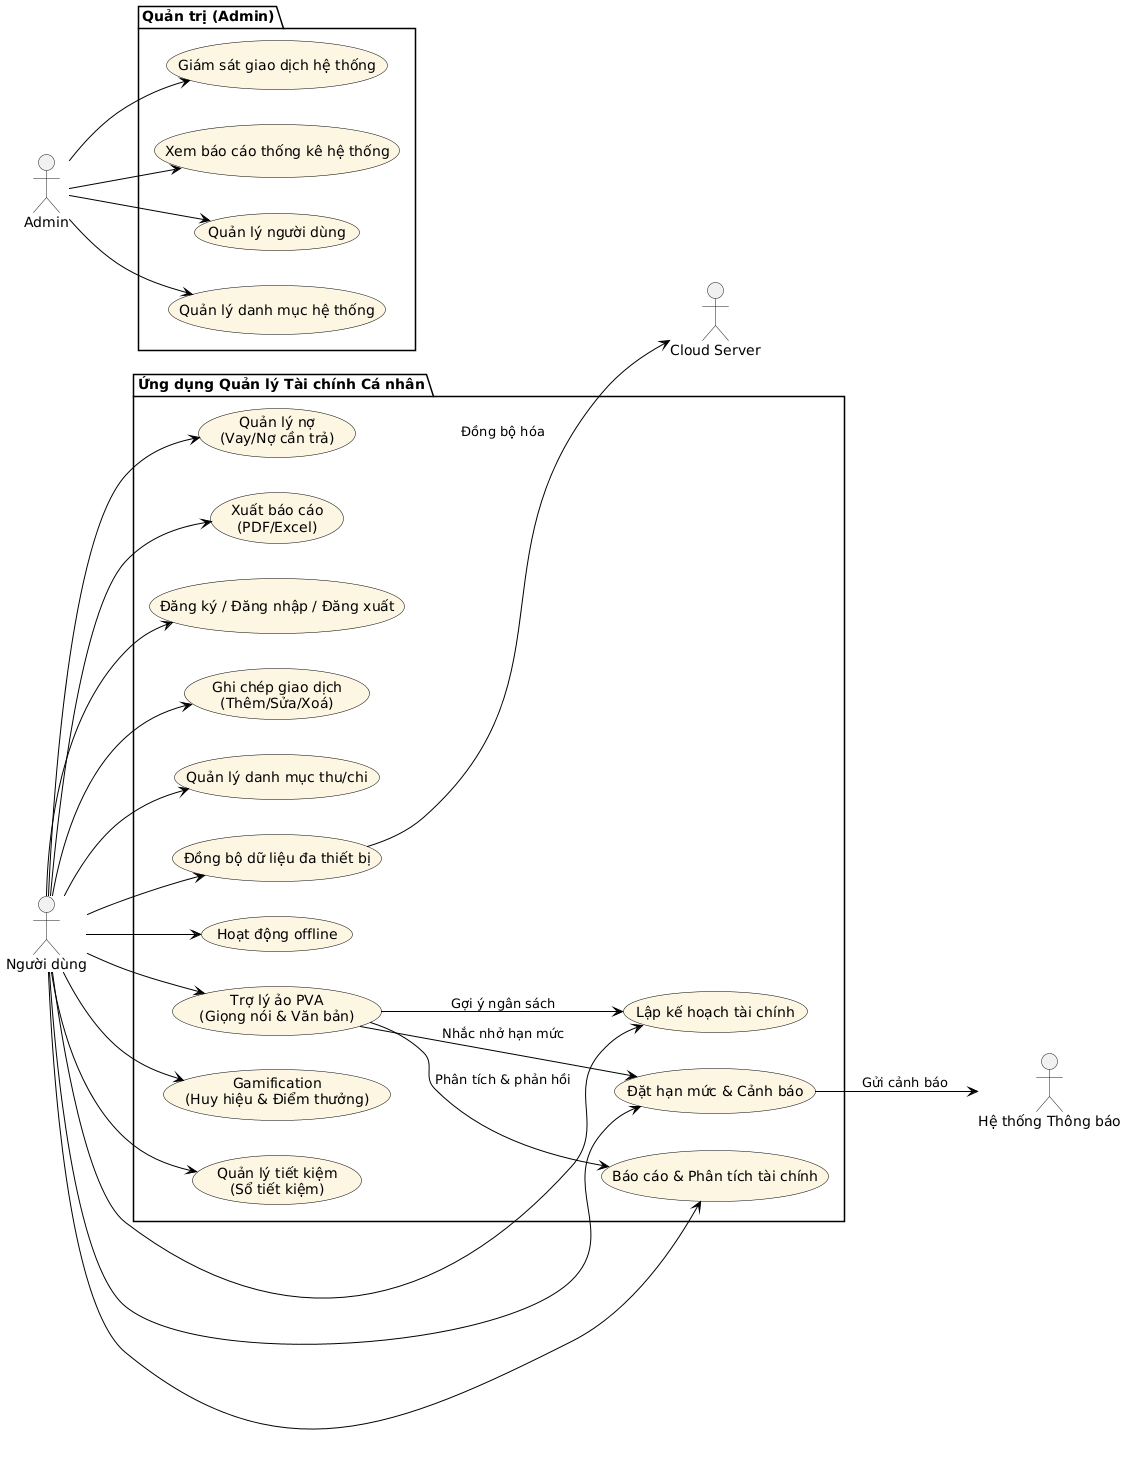 Quản trị (Admin)
Giám sát giao dịch hệ thống
Xem báo cáo thống kê hệ thống
Admin
Quản lý người dùng
Quản lý danh mục hệ thống
Cloud Server
Ứng dụng Quản lý Tài chính Cá nhân
Quản lý nợ
(Vay/Nợ cần trả)
Đồng bộ hóa
Xuất báo cáo
(PDF/Excel)
Đăng ký / Đăng nhập / Đăng xuất
Ghi chép giao dịch
(Thêm/Sửa/Xoá)
Quản lý danh mục thu/chi
Đồng bộ dữ liệu đa thiết bị
Hoạt động offline
Người dùng
Trợ lý ảo PVA
(Giọng nói & Văn bản)
Gợi ý ngân sách
Lập kế hoạch tài chính
Nhắc nhở hạn mức
Phân tích & phản hồi
Gamification
(Huy hiệu & Điểm thưởng)
Đặt hạn mức & Cảnh báo
Gửi cảnh báo
Hệ thống Thông báo
Quản lý tiết kiệm
(Sổ tiết kiệm)
Báo cáo & Phân tích tài chính